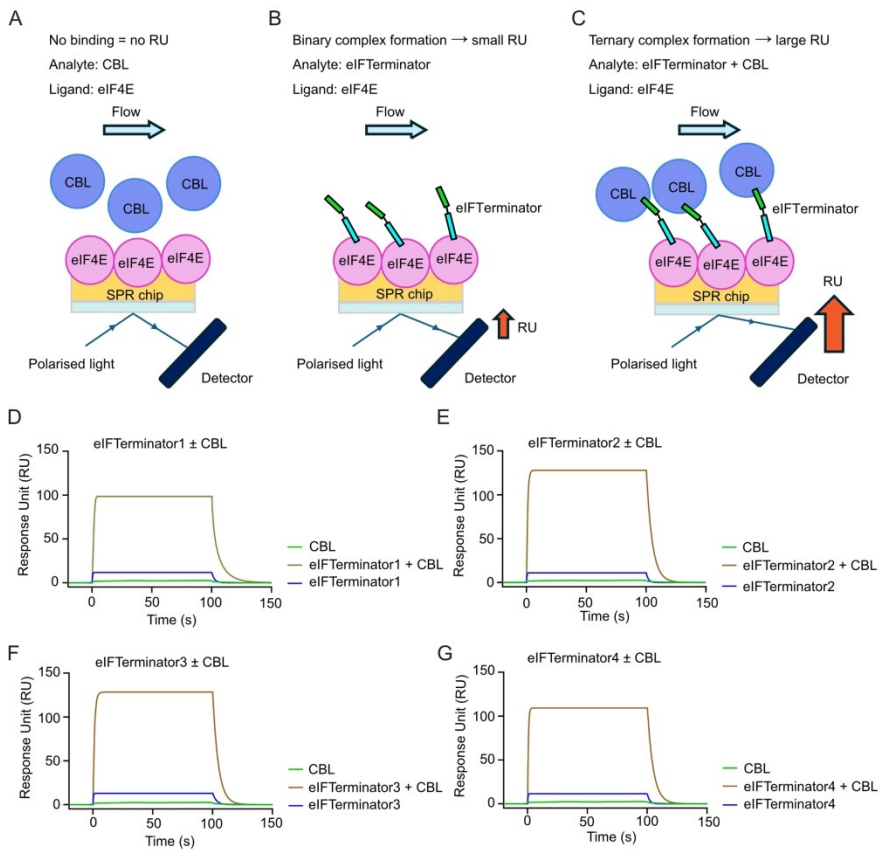 A
No binding = no RU
Analyte: CBL
Ligand: eIF4E
Flow
CBL
CBL
CBL
eIF4E
eIF4E
eIF4E
SPR chip
Polarised light
Detector
B
Binary complex formation → small RU
Analyte: eIFTerminator
Ligand: eIF4E
Flow
eIFTerminator
eIF4E
eIF4E
eIF4E
SPR chip
RU
Polarised light
Detector
C
Ternary complex formation → large RU
Analyte: eIFTerminator + CBL
Ligand: eIF4E
Flow
CBL
CBL
CBL
eIFTerminator
eIF4E
eIF4E
eIF4E
SPR chip
RU
Polarised light
Detector
D
eIFTerminator1 ± CBL
Response Unit (RU)
150
100
50
0
0
50
100
150
Time (s)
CBL
eIFTerminator1 + CBL
eIFTerminator1
E
eIFTerminator2 ± CBL
Response Unit (RU)
150
100
50
0
0
50
100
150
Time (s)
CBL
eIFTerminator2 + CBL
eIFTerminator2
F
eIFTerminator3 ± CBL
Response Unit (RU)
150
100
50
0
0
50
100
150
Time (s)
CBL
eIFTerminator3 + CBL
eIFTerminator3
G
eIFTerminator4 ± CBL
Response Unit (RU)
150
100
50
0
0
50
100
150
Time (s)
CBL
eIFTerminator4 + CBL
eIFTerminator4